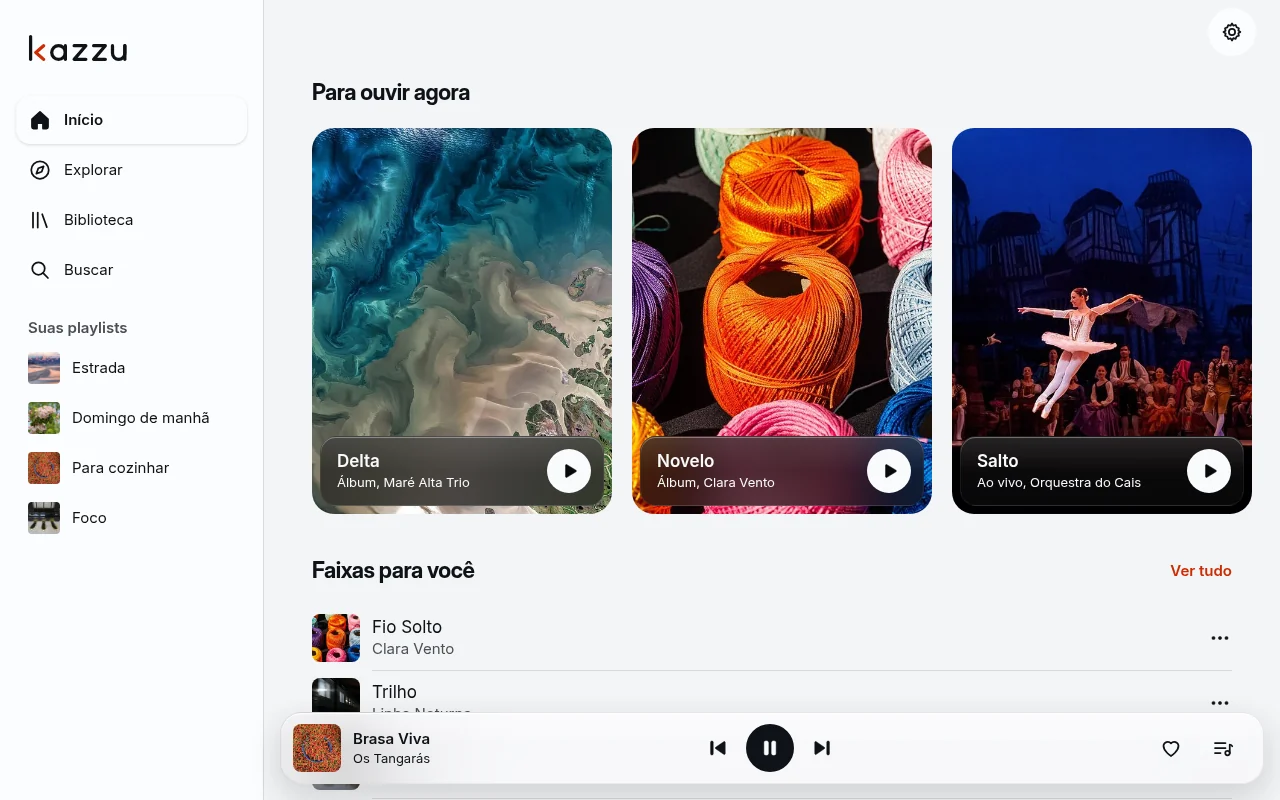 kazzu
Início
Explorar
Biblioteca
Buscar
Suas playlists
Estrada
Domingo de manhã
Para cozinhar
Foco
Para ouvir agora
Delta
Álbum, Maré Alta Trio
Novelo
Álbum, Clara Vento
Salto
Ao vivo, Orquestra do Cais
Faixas para você
Ver tudo
Fio Solto
Clara Vento
Trilho
Linha Noturna
Brasa Viva
Os Tangarás